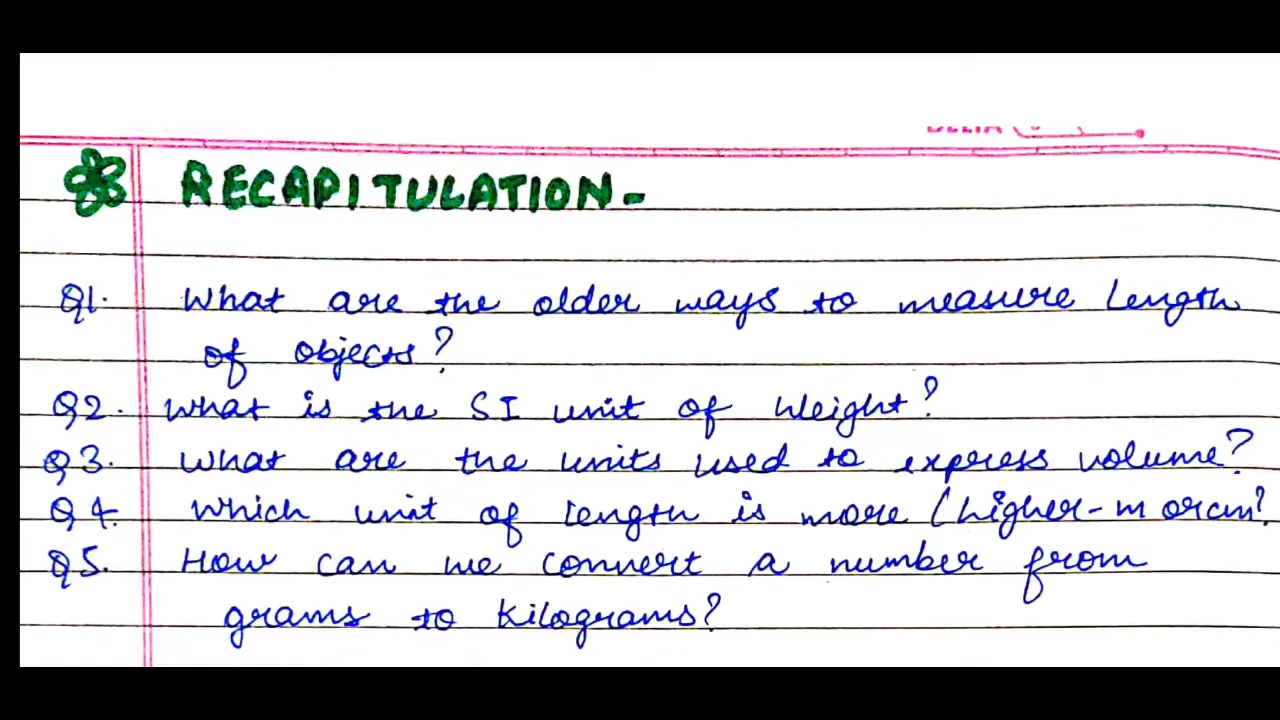 RECAPITULATION-
Q1. What are the older ways to measure length
of objects?
Q2. What is the SI unit of Weight?
Q3. What are the units used to express volume?
Q4. Which unit of length is more (higher-m or cm?
Q5. How can we convert a number from
grams to kilograms?